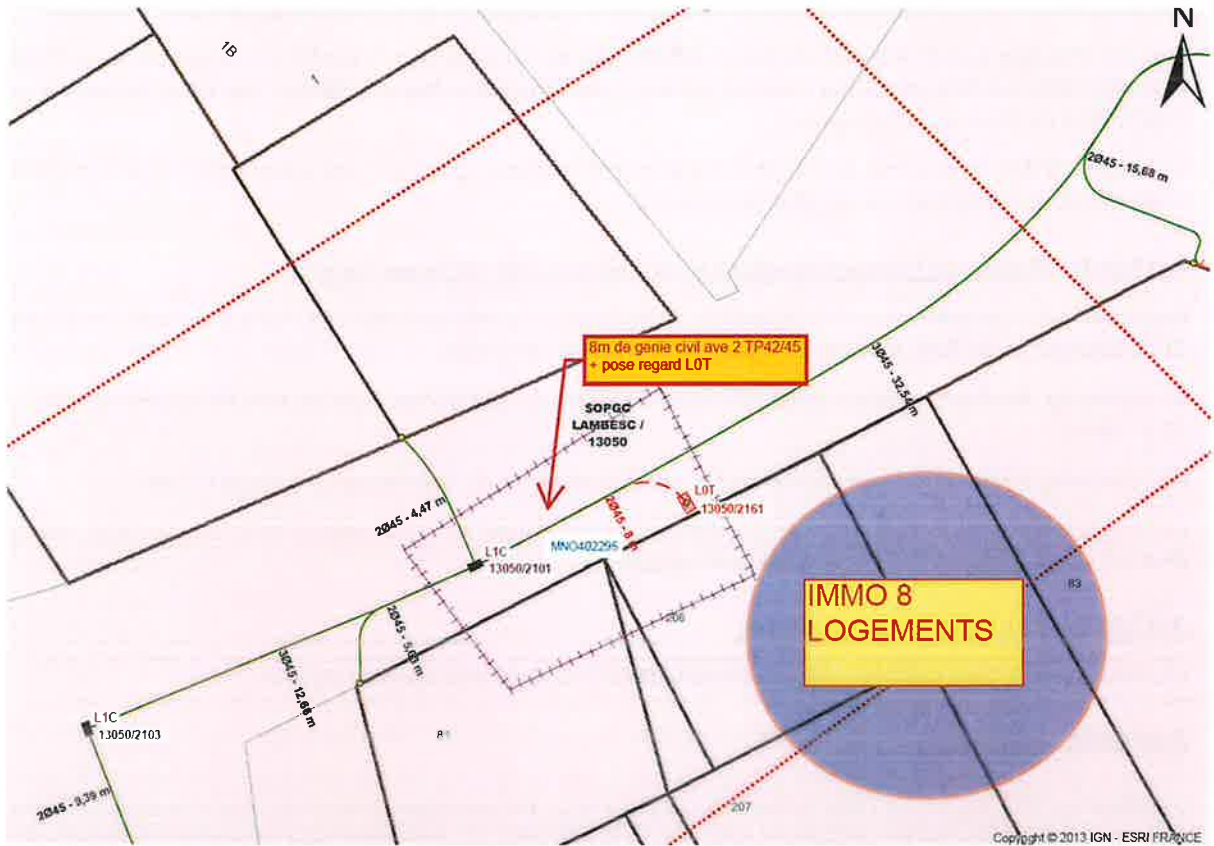 N
1B
1
2Ø45 - 15,68 m
8m de genie civil ave 2 TP42/45
+ pose regard L0T
3Ø45 - 32,54 m
SOPGC
LAMBESC /
13050
2Ø45 - 4,47 m
L0T
13050/2161
2Ø45 - 8 m
MNO402295
L1C
13050/2101
IMMO 8
LOGEMENTS
83
206
2Ø45 - 5,63 m
3Ø45 - 12,66 m
L1C
13050/2103
81
2Ø45 - 9,39 m
207
Copyright © 2013 IGN - ESRI FRANCE